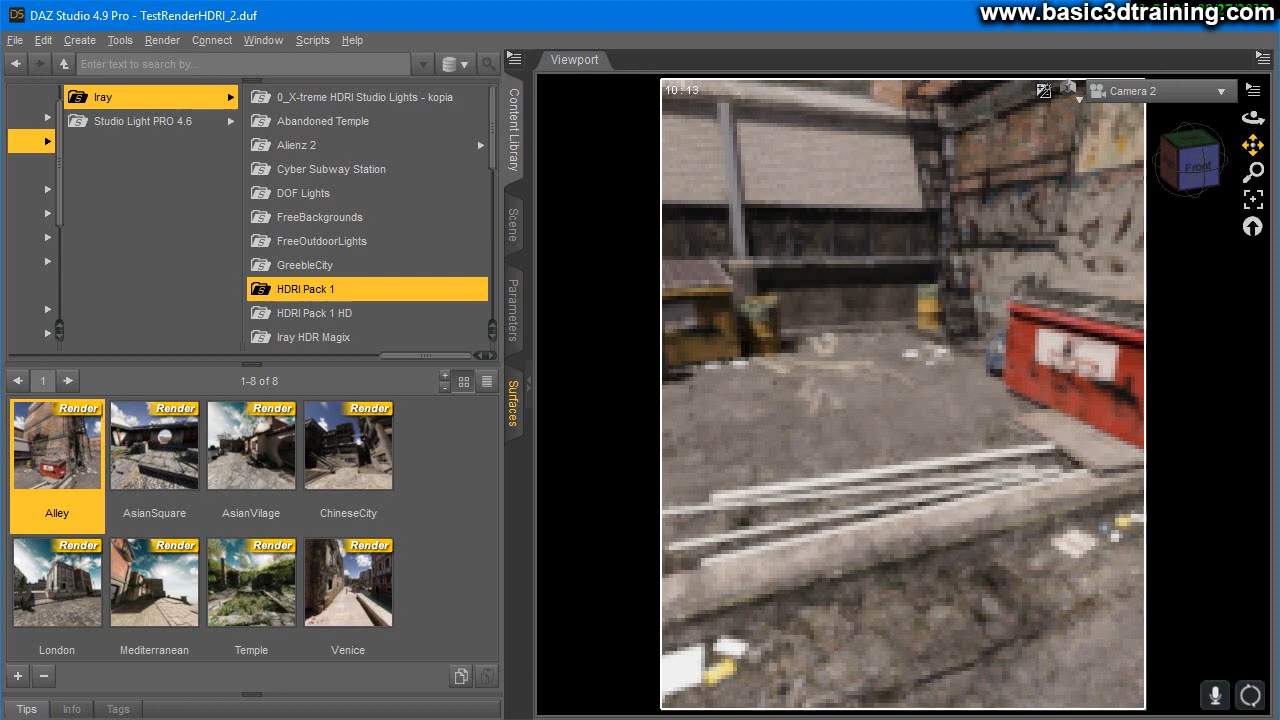 DAZ Studio 4.9 Pro - TestRenderHDRI_2.duf
www.basic3dtraining.com
File Edit Create Tools Render Connect Window Scripts Help
Enter text to search by...
Viewport
Iray
Studio Light PRO 4.6
0_X-treme HDRI Studio Lights - kopia
Abandoned Temple
Alienz 2
Cyber Subway Station
DOF Lights
FreeBackgrounds
FreeOutdoorLights
GreebleCity
HDRI Pack 1
HDRI Pack 1 HD
Iray HDR Magix
Content Library
Scene
Parameters
Surfaces
10:13
Camera 2
Front
1
1-8 of 8
Render
Render
Render
Render
Alley
AsianSquare
AsianVilage
ChineseCity
Render
Render
Render
Render
London
Mediterranean
Temple
Venice
Tips
Info
Tags